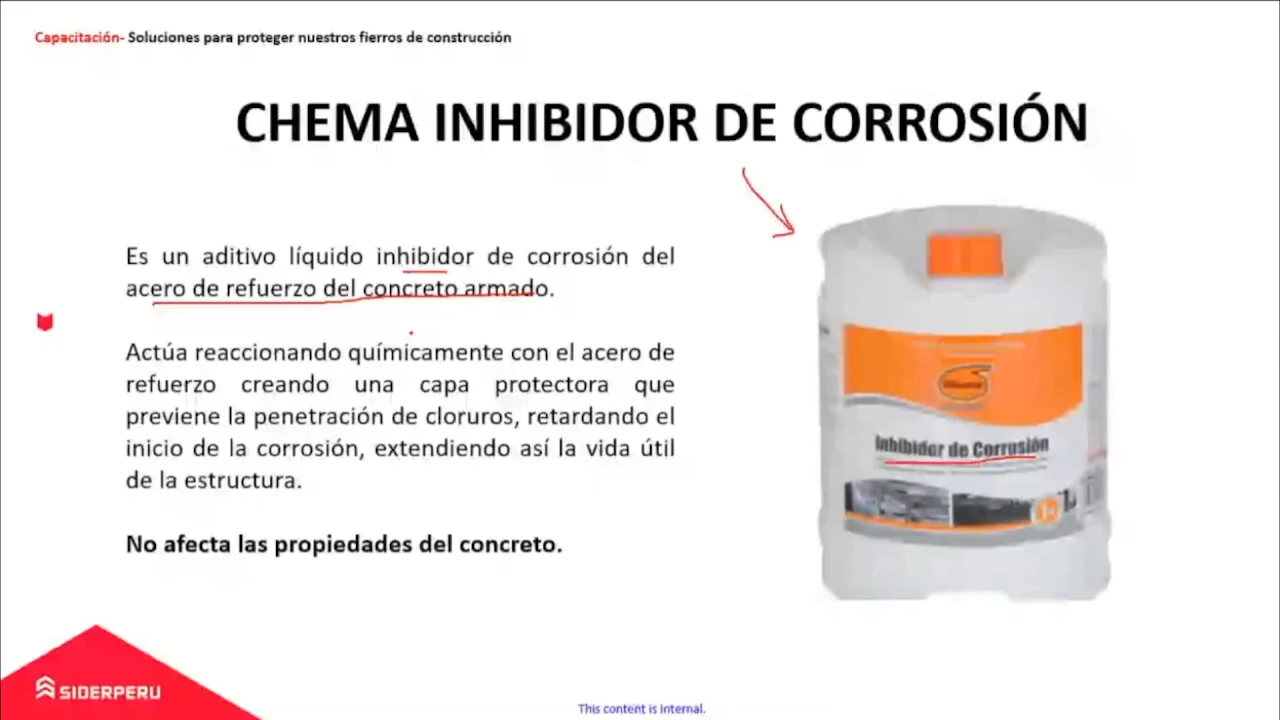 Capacitación- Soluciones para proteger nuestros fierros de construcción
CHEMA INHIBIDOR DE CORROSIÓN
Es un aditivo líquido inhibidor de corrosión del
acero de refuerzo del concreto armado.
Actúa reaccionando químicamente con el acero de
refuerzo creando una capa protectora que
previene la penetración de cloruros, retardando el
inicio de la corrosión, extendiendo así la vida útil
de la estructura.
No afecta las propiedades del concreto.
Inhibidor de Corrosión
SIDERPERU
This content is Internal.